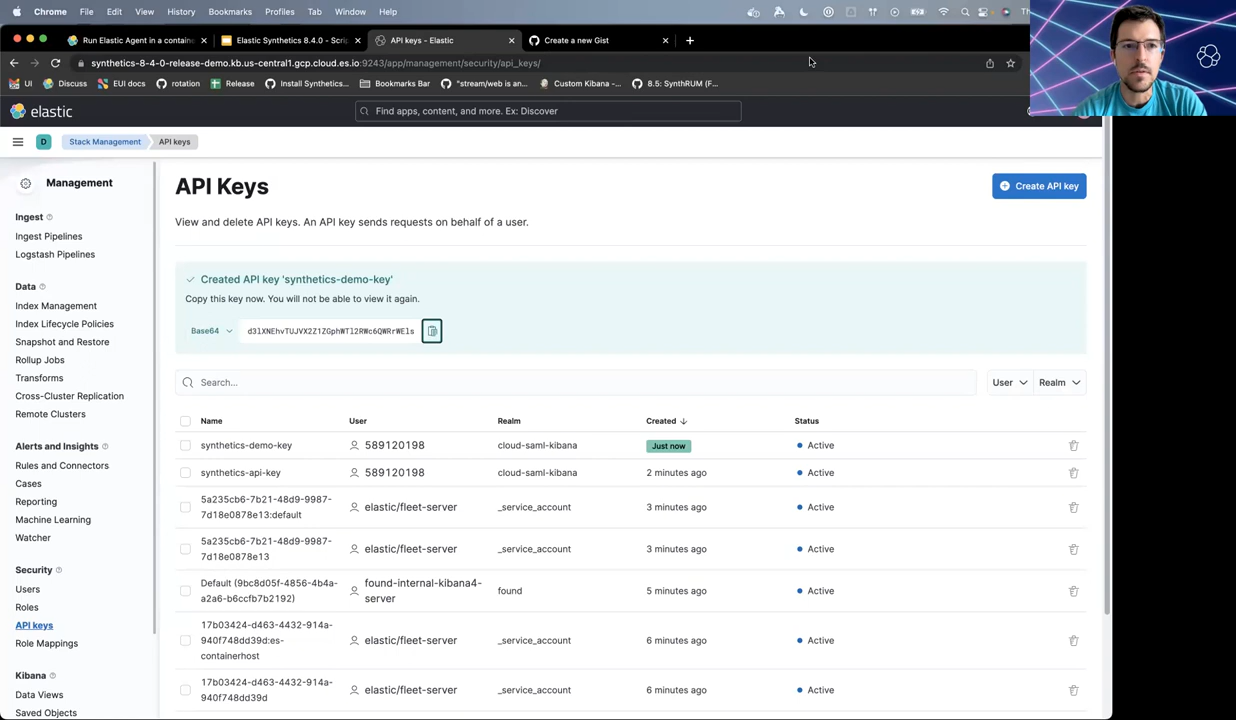 Chrome File Edit View History Bookmarks Profiles Tab Window Help
Run Elastic Agent in a containe
Elastic Synthetics 8.4.0 - Scrip
API keys - Elastic
Create a new Gist
synthetics-8-4-0-release-demo.kb.us-central1.gcp.cloud.es.io:9243/app/management/security/api_keys/
UI Discuss EUI docs rotation Release Install Synthetics... Bookmarks Bar "stream/web is an... Custom Kibana - 8.5: SynthRUM (F...
elastic
Find apps, content, and more. Ex: Discover
D Stack Management API keys
Management
Ingest
Ingest Pipelines
Logstash Pipelines
Data
Index Management
Index Lifecycle Policies
Snapshot and Restore
Rollup Jobs
Transforms
Cross-Cluster Replication
Remote Clusters
Alerts and Insights
Rules and Connectors
Cases
Reporting
Machine Learning
Watcher
Security
Users
Roles
API keys
Role Mappings
Kibana
Data Views
Saved Objects
API Keys
Create API key
View and delete API keys. An API key sends requests on behalf of a user.
Created API key 'synthetics-demo-key'
Copy this key now. You will not be able to view it again.
Base64 d3lXNEhvTUJVX2Z1ZGphWTl2RWc6QWRrWEls
Search...
User
Realm
Name User Realm Created Status
synthetics-demo-key 589120198 cloud-saml-kibana Just now Active
synthetics-api-key 589120198 cloud-saml-kibana 2 minutes ago Active
5a235cb6-7b21-48d9-9987-
7d18e0878e13:default
elastic/fleet-server _service_account 3 minutes ago Active
5a235cb6-7b21-48d9-9987-
7d18e0878e13
elastic/fleet-server _service_account 3 minutes ago Active
Default (9bc8d05f-4856-4b4a-
a2a6-b6ccfb7b2192)
found-internal-kibana4-
server
found 5 minutes ago Active
17b03424-d463-4432-914a-
940f748dd39d:es-
containerhost
elastic/fleet-server _service_account 6 minutes ago Active
17b03424-d463-4432-914a-
940f748dd39d
elastic/fleet-server _service_account 6 minutes ago Active